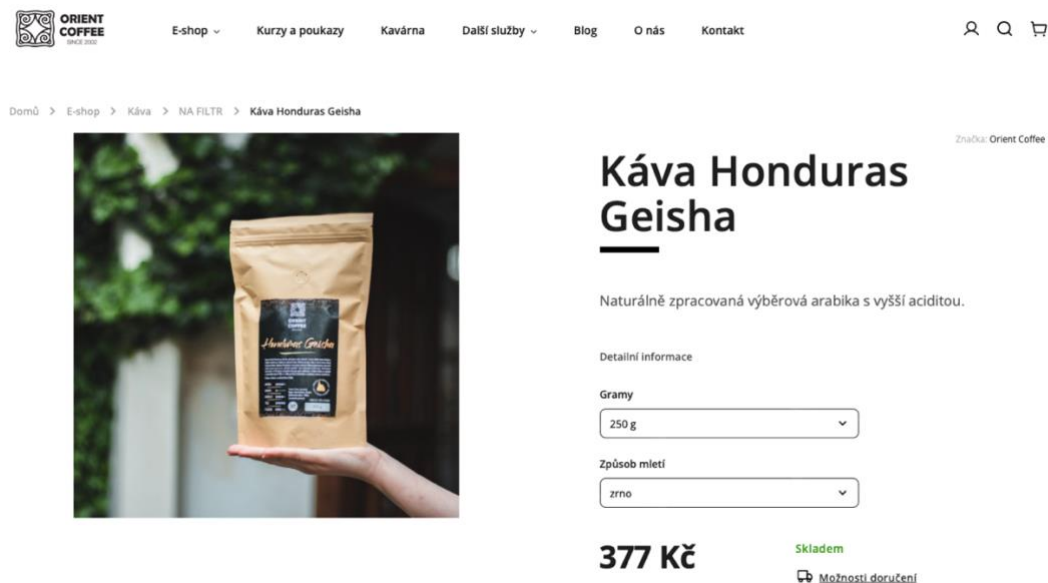 ORIENT
COFFEE
SINCE 2002
E-shop
Kurzy a poukazy
Kavárna
Další služby
Blog
O nás
Kontakt
Domů > E-shop > Káva > NA FILTR > Káva Honduras Geisha
Značka: Orient Coffee
Káva Honduras
Geisha
Naturálně zpracovaná výběrová arabika s vyšší aciditou.
Detailní informace
Gramy
250 g
Způsob mletí
zrno
377 Kč
Skladem
Možnosti doručení
ORIENT
COFFEE
Honduras Geisha